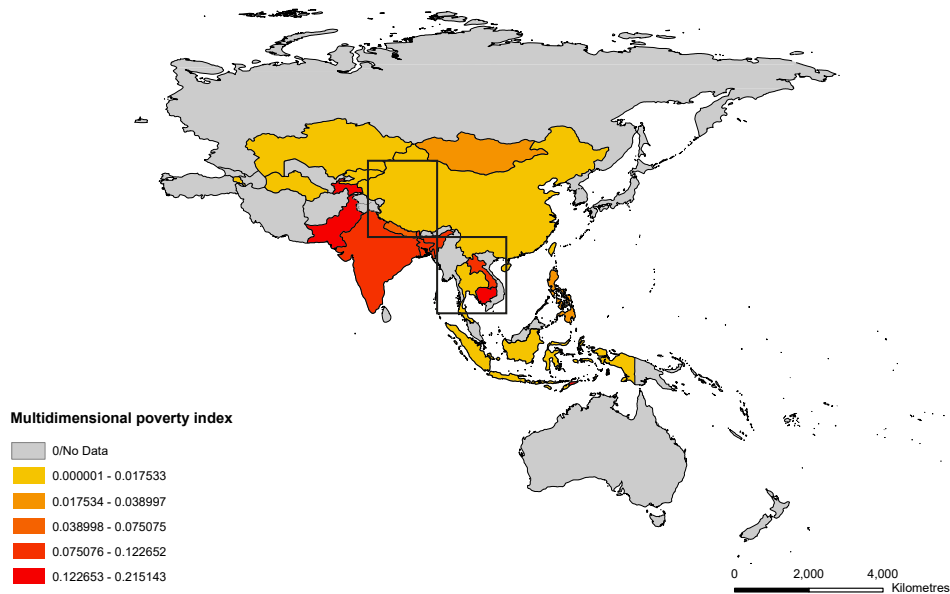 Multidimensional poverty index
0/No Data
0.000001 - 0.017533
0.017534 - 0.038997
0.038998 - 0.075075
0.075076 - 0.122652
0.122653 - 0.215143
0 2,000 4,000
Kilometres